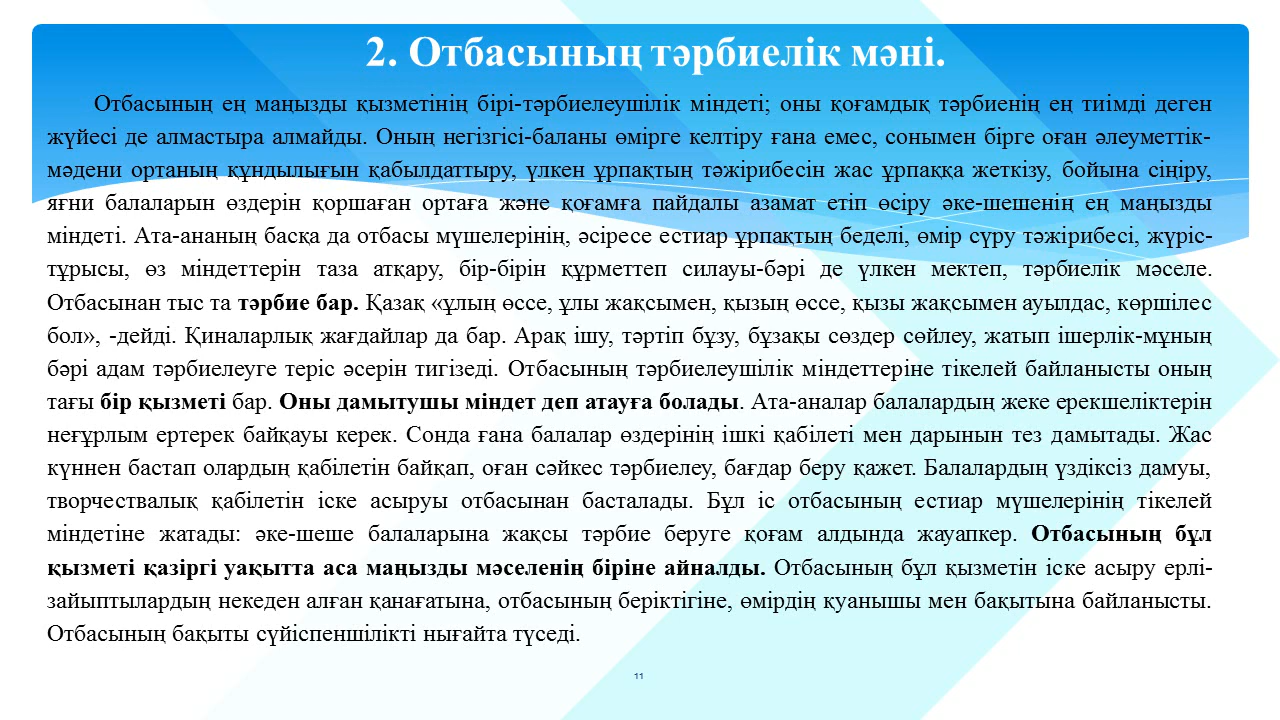 2. Отбасының тәрбиелік мәні.
Отбасының ең маңызды қызметінің бірі-тәрбиелеушілік міндеті; оны қоғамдық тәрбиенің ең тиімді деген
жүйесі де алмастыра алмайды. Оның негізгісі-баланы өмірге келтіру ғана емес, сонымен бірге оған әлеуметтік-
мәдени ортаның құндылығын қабылдаттыру, үлкен ұрпақтың тәжірибесін жас ұрпаққа жеткізу, бойына сіңіру,
яғни балаларын өздерін қоршаған ортаға және қоғамға пайдалы азамат етіп өсіру әке-шешенің ең маңызды
міндеті. Ата-ананың басқа да отбасы мүшелерінің, әсіресе естиар ұрпақтың беделі, өмір сүру тәжірибесі, жүріс-
тұрысы, өз міндеттерін таза атқару, бір-бірін құрметтеп силауы-бәрі де үлкен мектеп, тәрбиелік мәселе.
Отбасынан тыс та тәрбие бар. Қазақ «ұлың өссе, ұлы жақсымен, қызың өссе, қызы жақсымен ауылдас, көршілес
бол», -дейді. Қиналарлық жағдайлар да бар. Арақ ішу, тәртіп бұзу, бұзақы сөздер сөйлеу, жатып ішерлік-мұның
бәрі адам тәрбиелеуге теріс әсерін тигізеді. Отбасының тәрбиелеушілік міндеттеріне тікелей байланысты оның
тағы бір қызметі бар. Оны дамытушы міндет деп атауға болады. Ата-аналар балалардың жеке ерекшеліктерін
неғұрлым ертерек байқауы керек. Сонда ғана балалар өздерінің ішкі қабілеті мен дарынын тез дамытады. Жас
күннен бастап олардың қабілетін байқап, оған сәйкес тәрбиелеу, бағдар беру қажет. Балалардың үздіксіз дамуы,
творчествалық қабілетін іске асыруы отбасынан басталады. Бұл іс отбасының естиар мүшелерінің тікелей
міндетіне жатады: әке-шеше балаларына жақсы тәрбие беруге қоғам алдында жауапкер. Отбасының бұл
қызметі қазіргі уақытта аса маңызды мәселенің біріне айналды. Отбасының бұл қызметін іске асыру ерлі-
зайыптылардың некеден алған қанағатына, отбасының беріктігіне, өмірдің қуанышы мен бақытына байланысты.
Отбасының бақыты сүйіспеншілікті нығайта түседі.
11